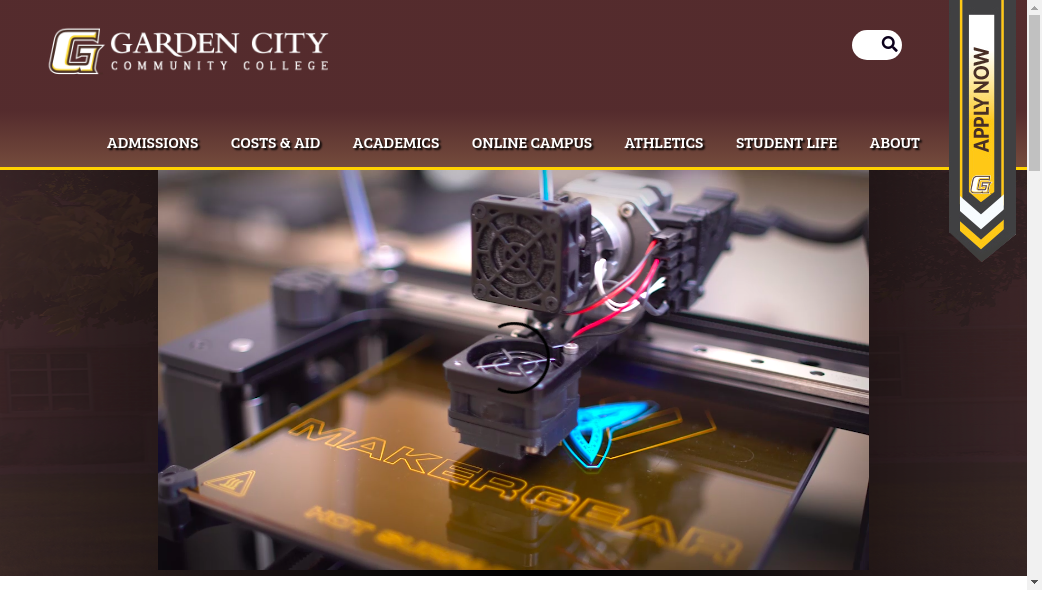 GARDEN CITY
COMMUNITY COLLEGE
APPLY NOW
ADMISSIONS
COSTS & AID
ACADEMICS
ONLINE CAMPUS
ATHLETICS
STUDENT LIFE
ABOUT
MAKERGEAR
HOT SURFACE